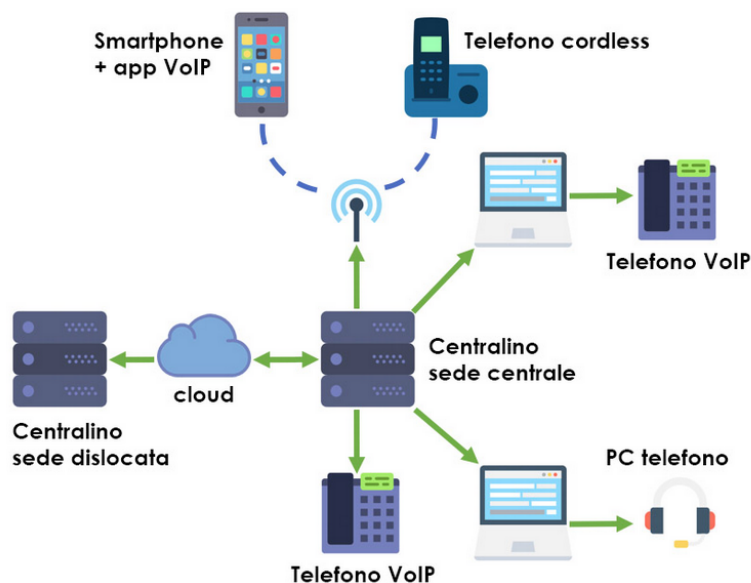 Smartphone
+ app VoIP
Telefono cordless
Telefono VoIP
Centralino
sede centrale
cloud
Centralino
sede dislocata
PC telefono
Telefono VoIP